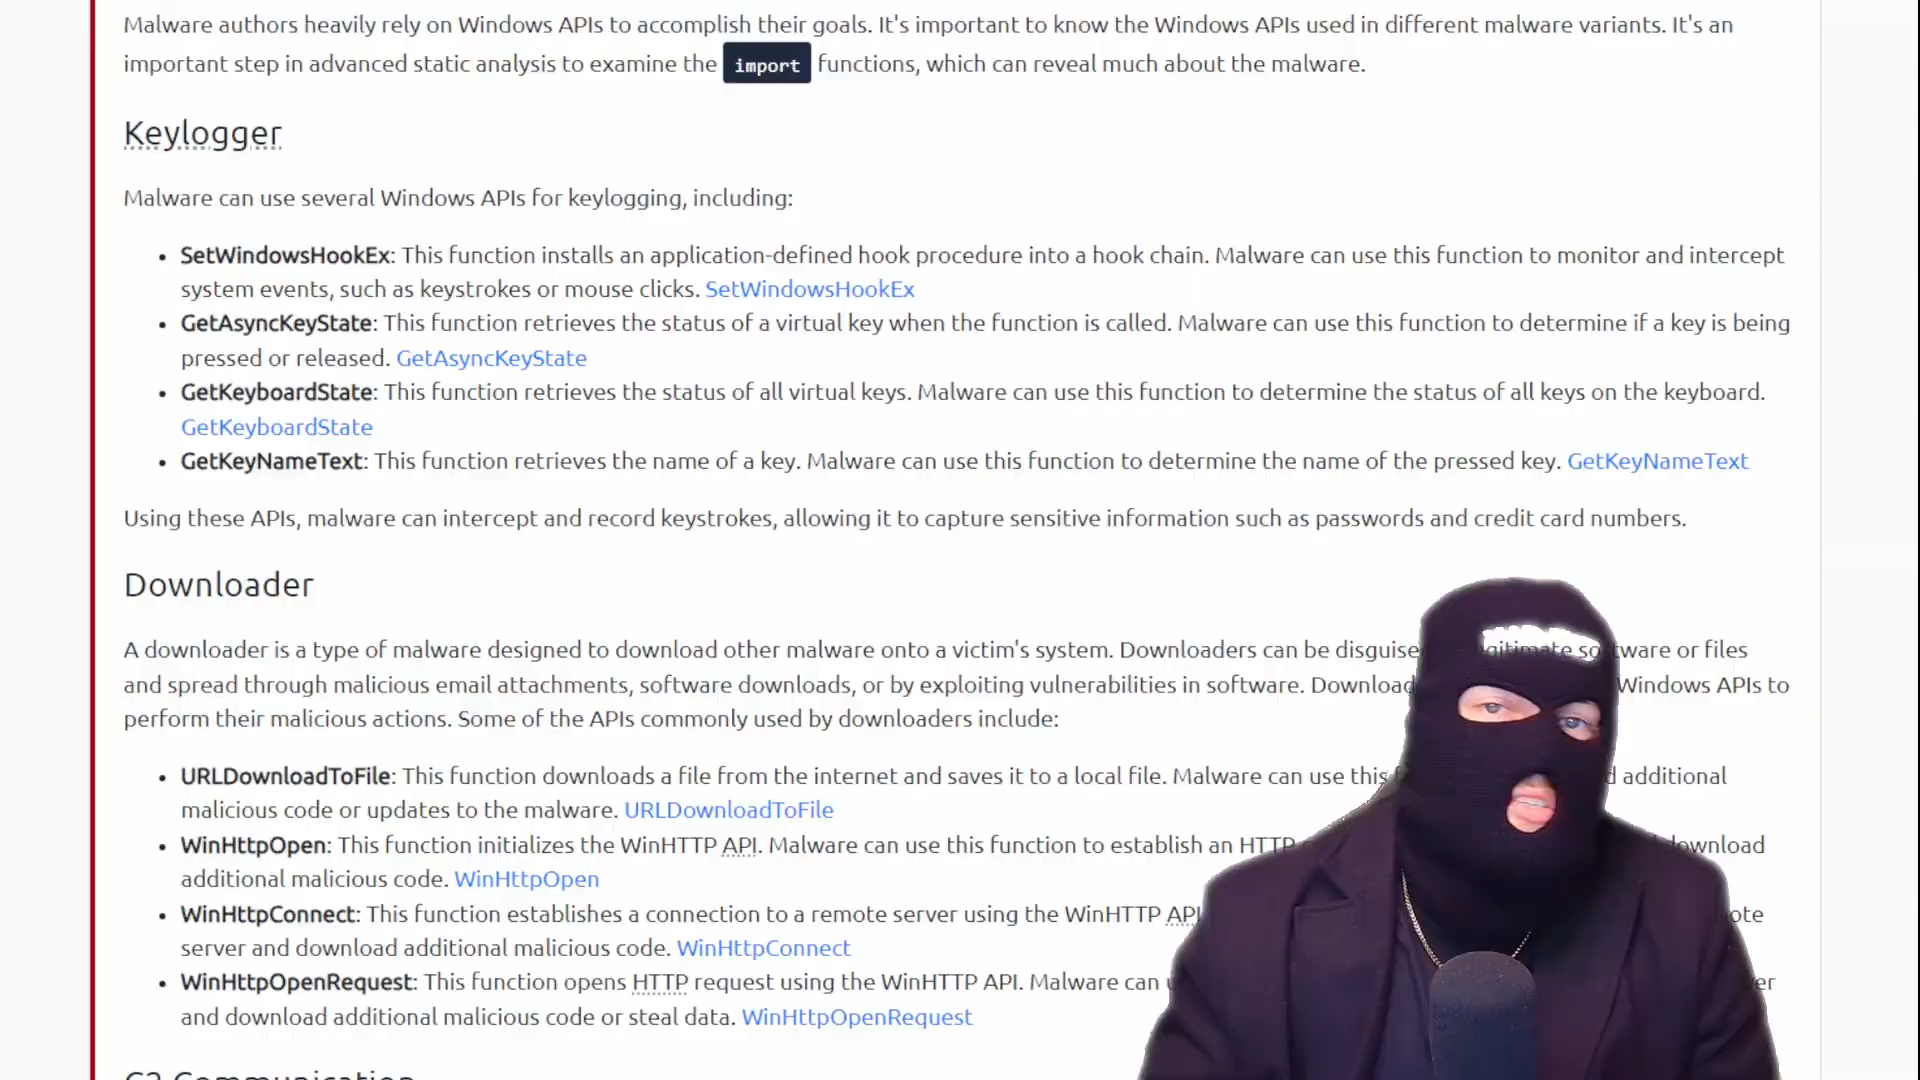 Malware authors heavily rely on Windows APIs to accomplish their goals. It's important to know the Windows APIs used in different malware variants. It's an
important step in advanced static analysis to examine the import functions, which can reveal much about the malware.
Keylogger
Malware can use several Windows APIs for keylogging, including:
• SetWindowsHookEx: This function installs an application-defined hook procedure into a hook chain. Malware can use this function to monitor and intercept
system events, such as keystrokes or mouse clicks. SetWindowsHookEx
• GetAsyncKeyState: This function retrieves the status of a virtual key when the function is called. Malware can use this function to determine if a key is being
pressed or released. GetAsyncKeyState
• GetKeyboardState: This function retrieves the status of all virtual keys. Malware can use this function to determine the status of all keys on the keyboard.
GetKeyboardState
• GetKeyNameText: This function retrieves the name of a key. Malware can use this function to determine the name of the pressed key. GetKeyNameText
Using these APIs, malware can intercept and record keystrokes, allowing it to capture sensitive information such as passwords and credit card numbers.
Downloader
A downloader is a type of malware designed to download other malware onto a victim's system. Downloaders can be disguise software or files
and spread through malicious email attachments, software downloads, or by exploiting vulnerabilities in software. Download Windows APIs to
perform their malicious actions. Some of the APIs commonly used by downloaders include:
• URLDownloadToFile: This function downloads a file from the internet and saves it to a local file. Malware can use this additional
malicious code or updates to the malware. URLDownloadToFile
• WinHttpOpen: This function initializes the WinHTTP API. Malware can use this function to establish an HTTP download
additional malicious code. WinHttpOpen
• WinHttpConnect: This function establishes a connection to a remote server using the WinHTTP API
server and download additional malicious code. WinHttpConnect
• WinHttpOpenRequest: This function opens HTTP request using the WinHTTP API. Malware can
and download additional malicious code or steal data. WinHttpOpenRequest
C2 Communication